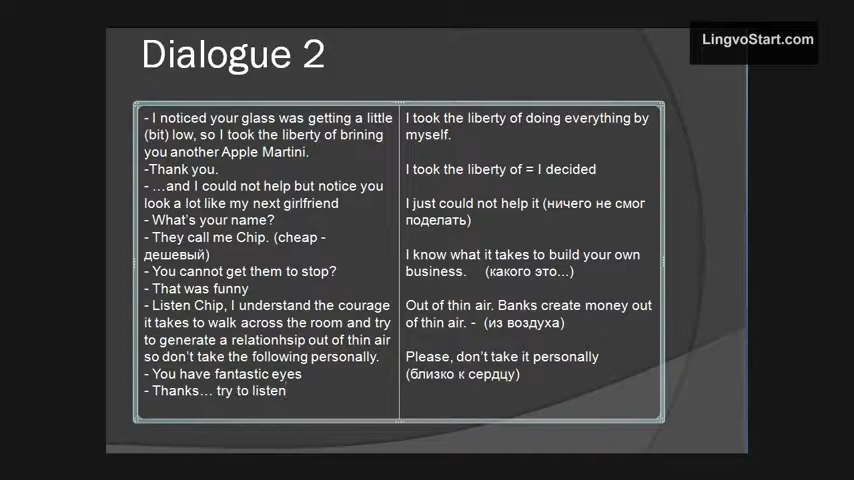 LingvoStart.com
Dialogue 2
- I noticed your glass was getting a little
(bit) low, so I took the liberty of brining
you another Apple Martini.
-Thank you.
- …and I could not help but notice you
look a lot like my next girlfriend
- What's your name?
- They call me Chip. (cheap -
дешевый)
- You cannot get them to stop?
- That was funny
- Listen Chip, I understand the courage
it takes to walk across the room and try
to generate a relationhsip out of thin air
so don't take the following personally.
- You have fantastic eyes
- Thanks… try to listen
I took the liberty of doing everything by
myself.
I took the liberty of = I decided
I just could not help it (ничего не смог
поделать)
I know what it takes to build your own
business. (какого это...)
Out of thin air. Banks create money out
of thin air. - (из воздуха)
Please, don't take it personally
(близко к сердцу)